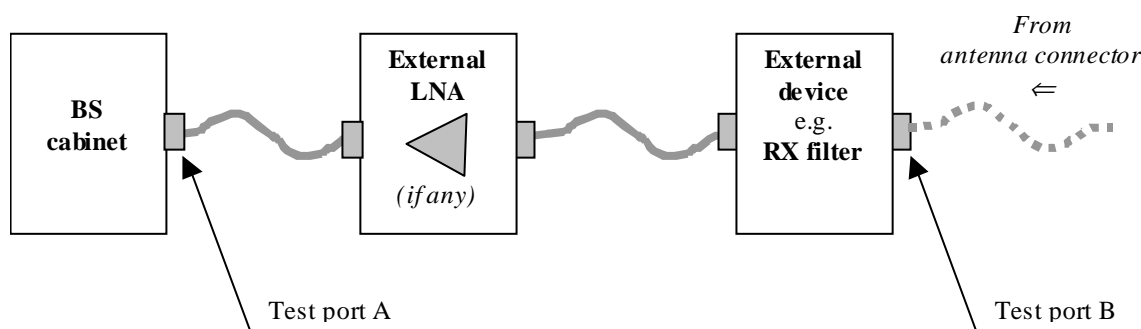 BS
cabinet
External
LNA
(if any)
External
device
e.g.
RX filter
From
antenna connector
⇐
Test port A
Test port B